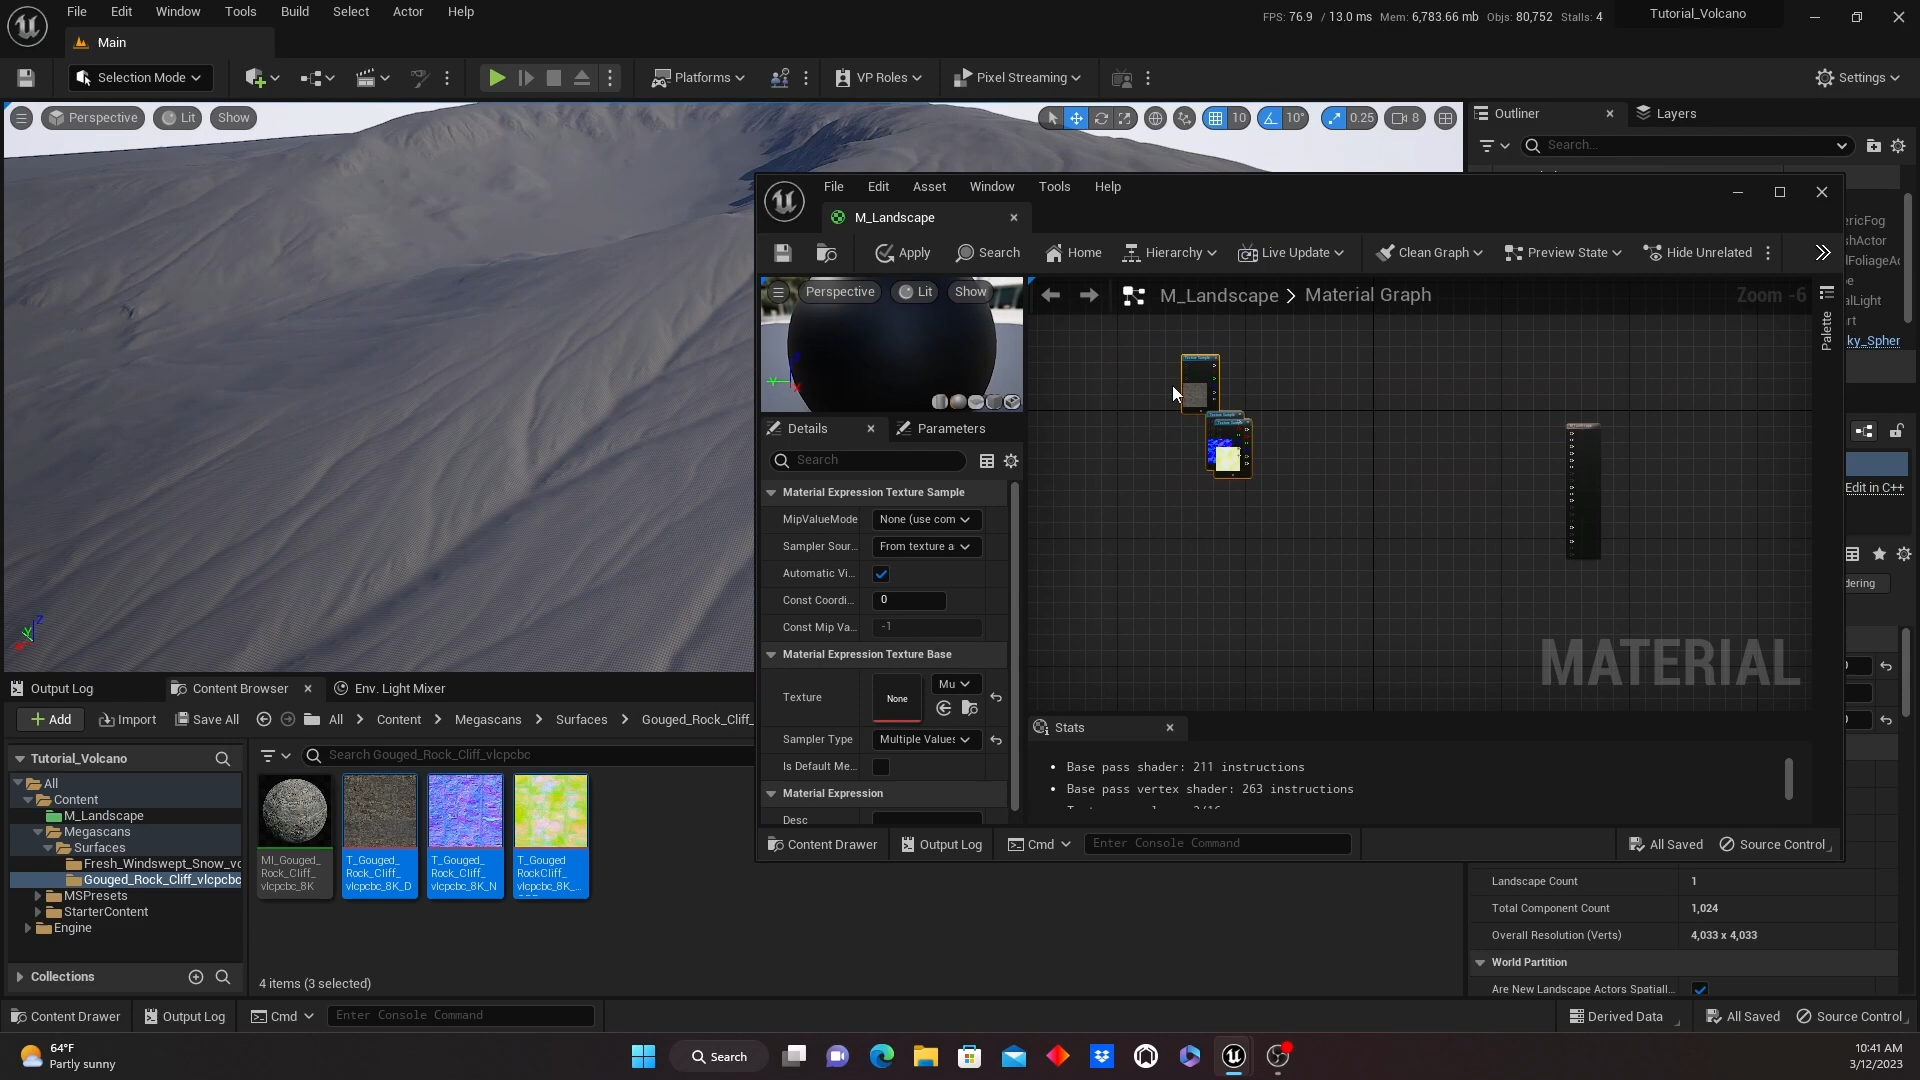 File Edit Window Tools Build Select Actor Help
FPS: 76.9 / 13.0 ms Mem: 6,783.66 mb Objs: 80,752 Stalls: 4
Tutorial_Volcano
Main
Selection Mode
Platforms
VP Roles
Pixel Streaming
Settings
Perspective Lit Show
10 10° 0.25 8
Outliner
Layers
Search...
File Edit Asset Window Tools Help
M_Landscape
Apply Search Home Hierarchy Live Update Clean Graph Preview State Hide Unrelated
Perspective Lit Show
M_Landscape > Material Graph
Zoom -6
Palette
ericFog
shActor
lFoliageAc
alLight
ky_Spher
Edit in C++
dering
Details
Parameters
Search
Material Expression Texture Sample
MipValueMode None (use com
Sampler Sour... From texture a
Automatic Vi...
Const Coordi... 0
Const Mip Va... -1
Material Expression Texture Base
Texture None Mu
Sampler Type Multiple Values
Is Default Me...
Material Expression
Desc
MATERIAL
Stats
Base pass shader: 211 instructions
Base pass vertex shader: 263 instructions
Content Drawer Output Log Cmd Enter Console Command
All Saved Source Control
Output Log
Content Browser
Env. Light Mixer
Add Import Save All All > Content > Megascans > Surfaces > Gouged_Rock_Cliff_
Tutorial_Volcano
Search Gouged_Rock_Cliff_vlcpcbc
All
Content
M_Landscape
Megascans
Surfaces
Fresh_Windswept_Snow_vc
Gouged_Rock_Cliff_vlcpcbc
MSPresets
StarterContent
Engine
Collections
MI_Gouged_
Rock_Cliff_
vlcpcbc_8K
T_Gouged_
Rock_Cliff_
vlcpcbc_8K_D
T_Gouged_
Rock_Cliff_
vlcpcbc_8K_N
T_Gouged
RockCliff_
vlcpcbc_8K_...
4 items (3 selected)
Landscape Count 1
Total Component Count 1,024
Overall Resolution (Verts) 4,033 x 4,033
World Partition
Are New Landscape Actors Spatiall...
Content Drawer Output Log Cmd Enter Console Command
Derived Data All Saved Source Control
64°F
Partly sunny
Search
10:41 AM
3/12/2023